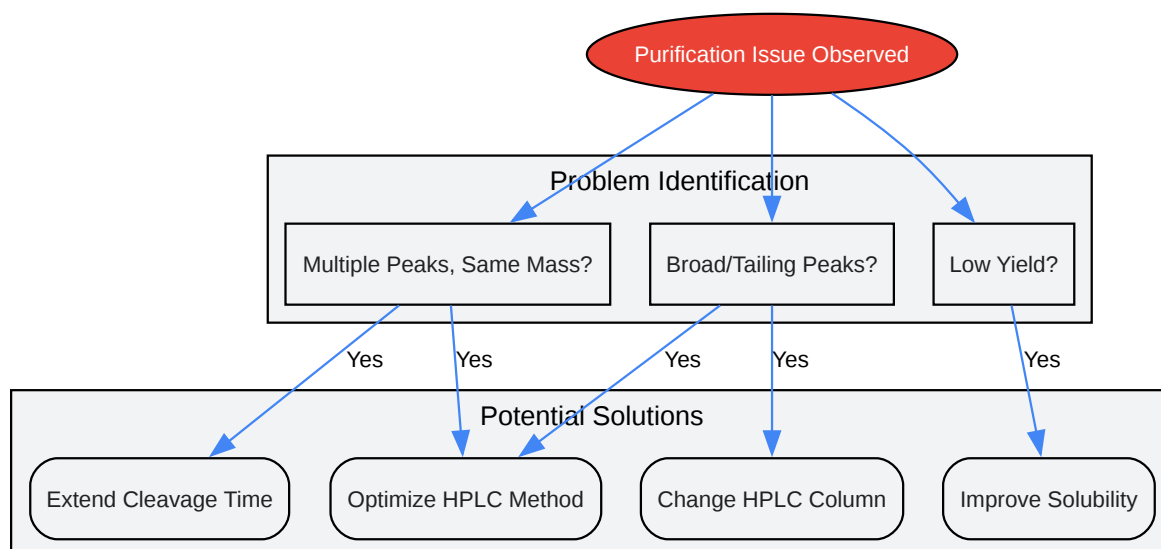 Purification Issue Observed
Problem Identification
Multiple Peaks, Same Mass?
Broad/Tailing Peaks?
Low Yield?
Yes
Yes
Yes
Yes
Yes
Potential Solutions
Extend Cleavage Time
Optimize HPLC Method
Change HPLC Column
Improve Solubility